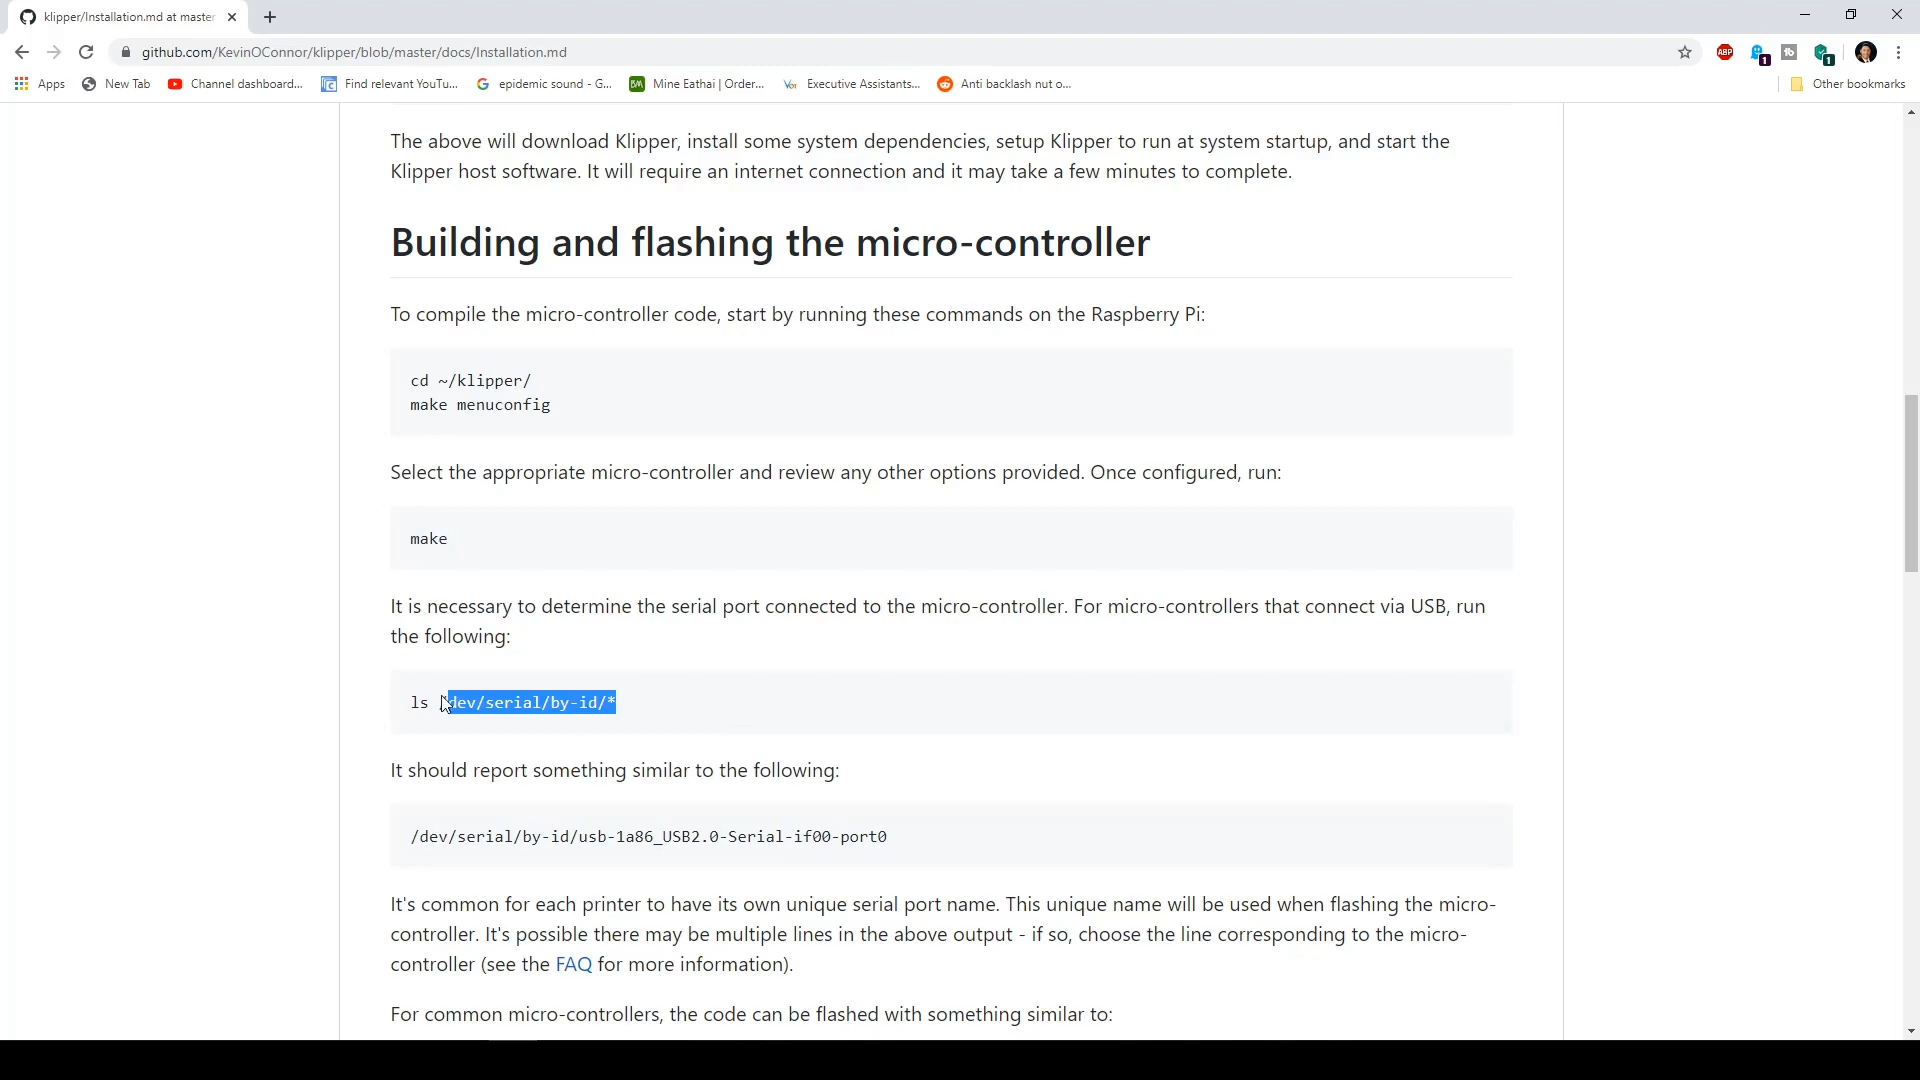 klipper/Installation.md at master
github.com/KevinOConnor/klipper/blob/master/docs/Installation.md
ABP 1 tb 1
Apps New Tab Channel dashboard... Find relevant YouTu... epidemic sound - G... Mine Eathai | Order... Executive Assistants... Anti backlash nut o... Other bookmarks
The above will download Klipper, install some system dependencies, setup Klipper to run at system startup, and start the
Klipper host software. It will require an internet connection and it may take a few minutes to complete.
Building and flashing the micro-controller
To compile the micro-controller code, start by running these commands on the Raspberry Pi:
cd ~/klipper/
make menuconfig
Select the appropriate micro-controller and review any other options provided. Once configured, run:
make
It is necessary to determine the serial port connected to the micro-controller. For micro-controllers that connect via USB, run
the following:
ls /dev/serial/by-id/*
It should report something similar to the following:
/dev/serial/by-id/usb-1a86_USB2.0-Serial-if00-port0
It's common for each printer to have its own unique serial port name. This unique name will be used when flashing the micro-
controller. It's possible there may be multiple lines in the above output - if so, choose the line corresponding to the micro-
controller (see the FAQ for more information).
For common micro-controllers, the code can be flashed with something similar to: